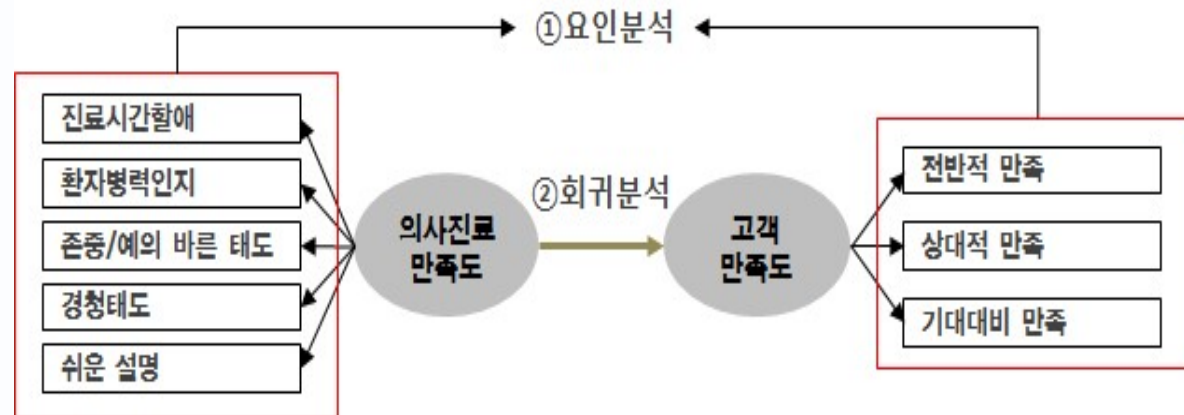 ①요인분석
진료시간할애
환자병력인지
존중/예의 바른 태도
경청태도
쉬운 설명
의사진료
만족도
②회귀분석
고객
만족도
전반적 만족
상대적 만족
기대대비 만족